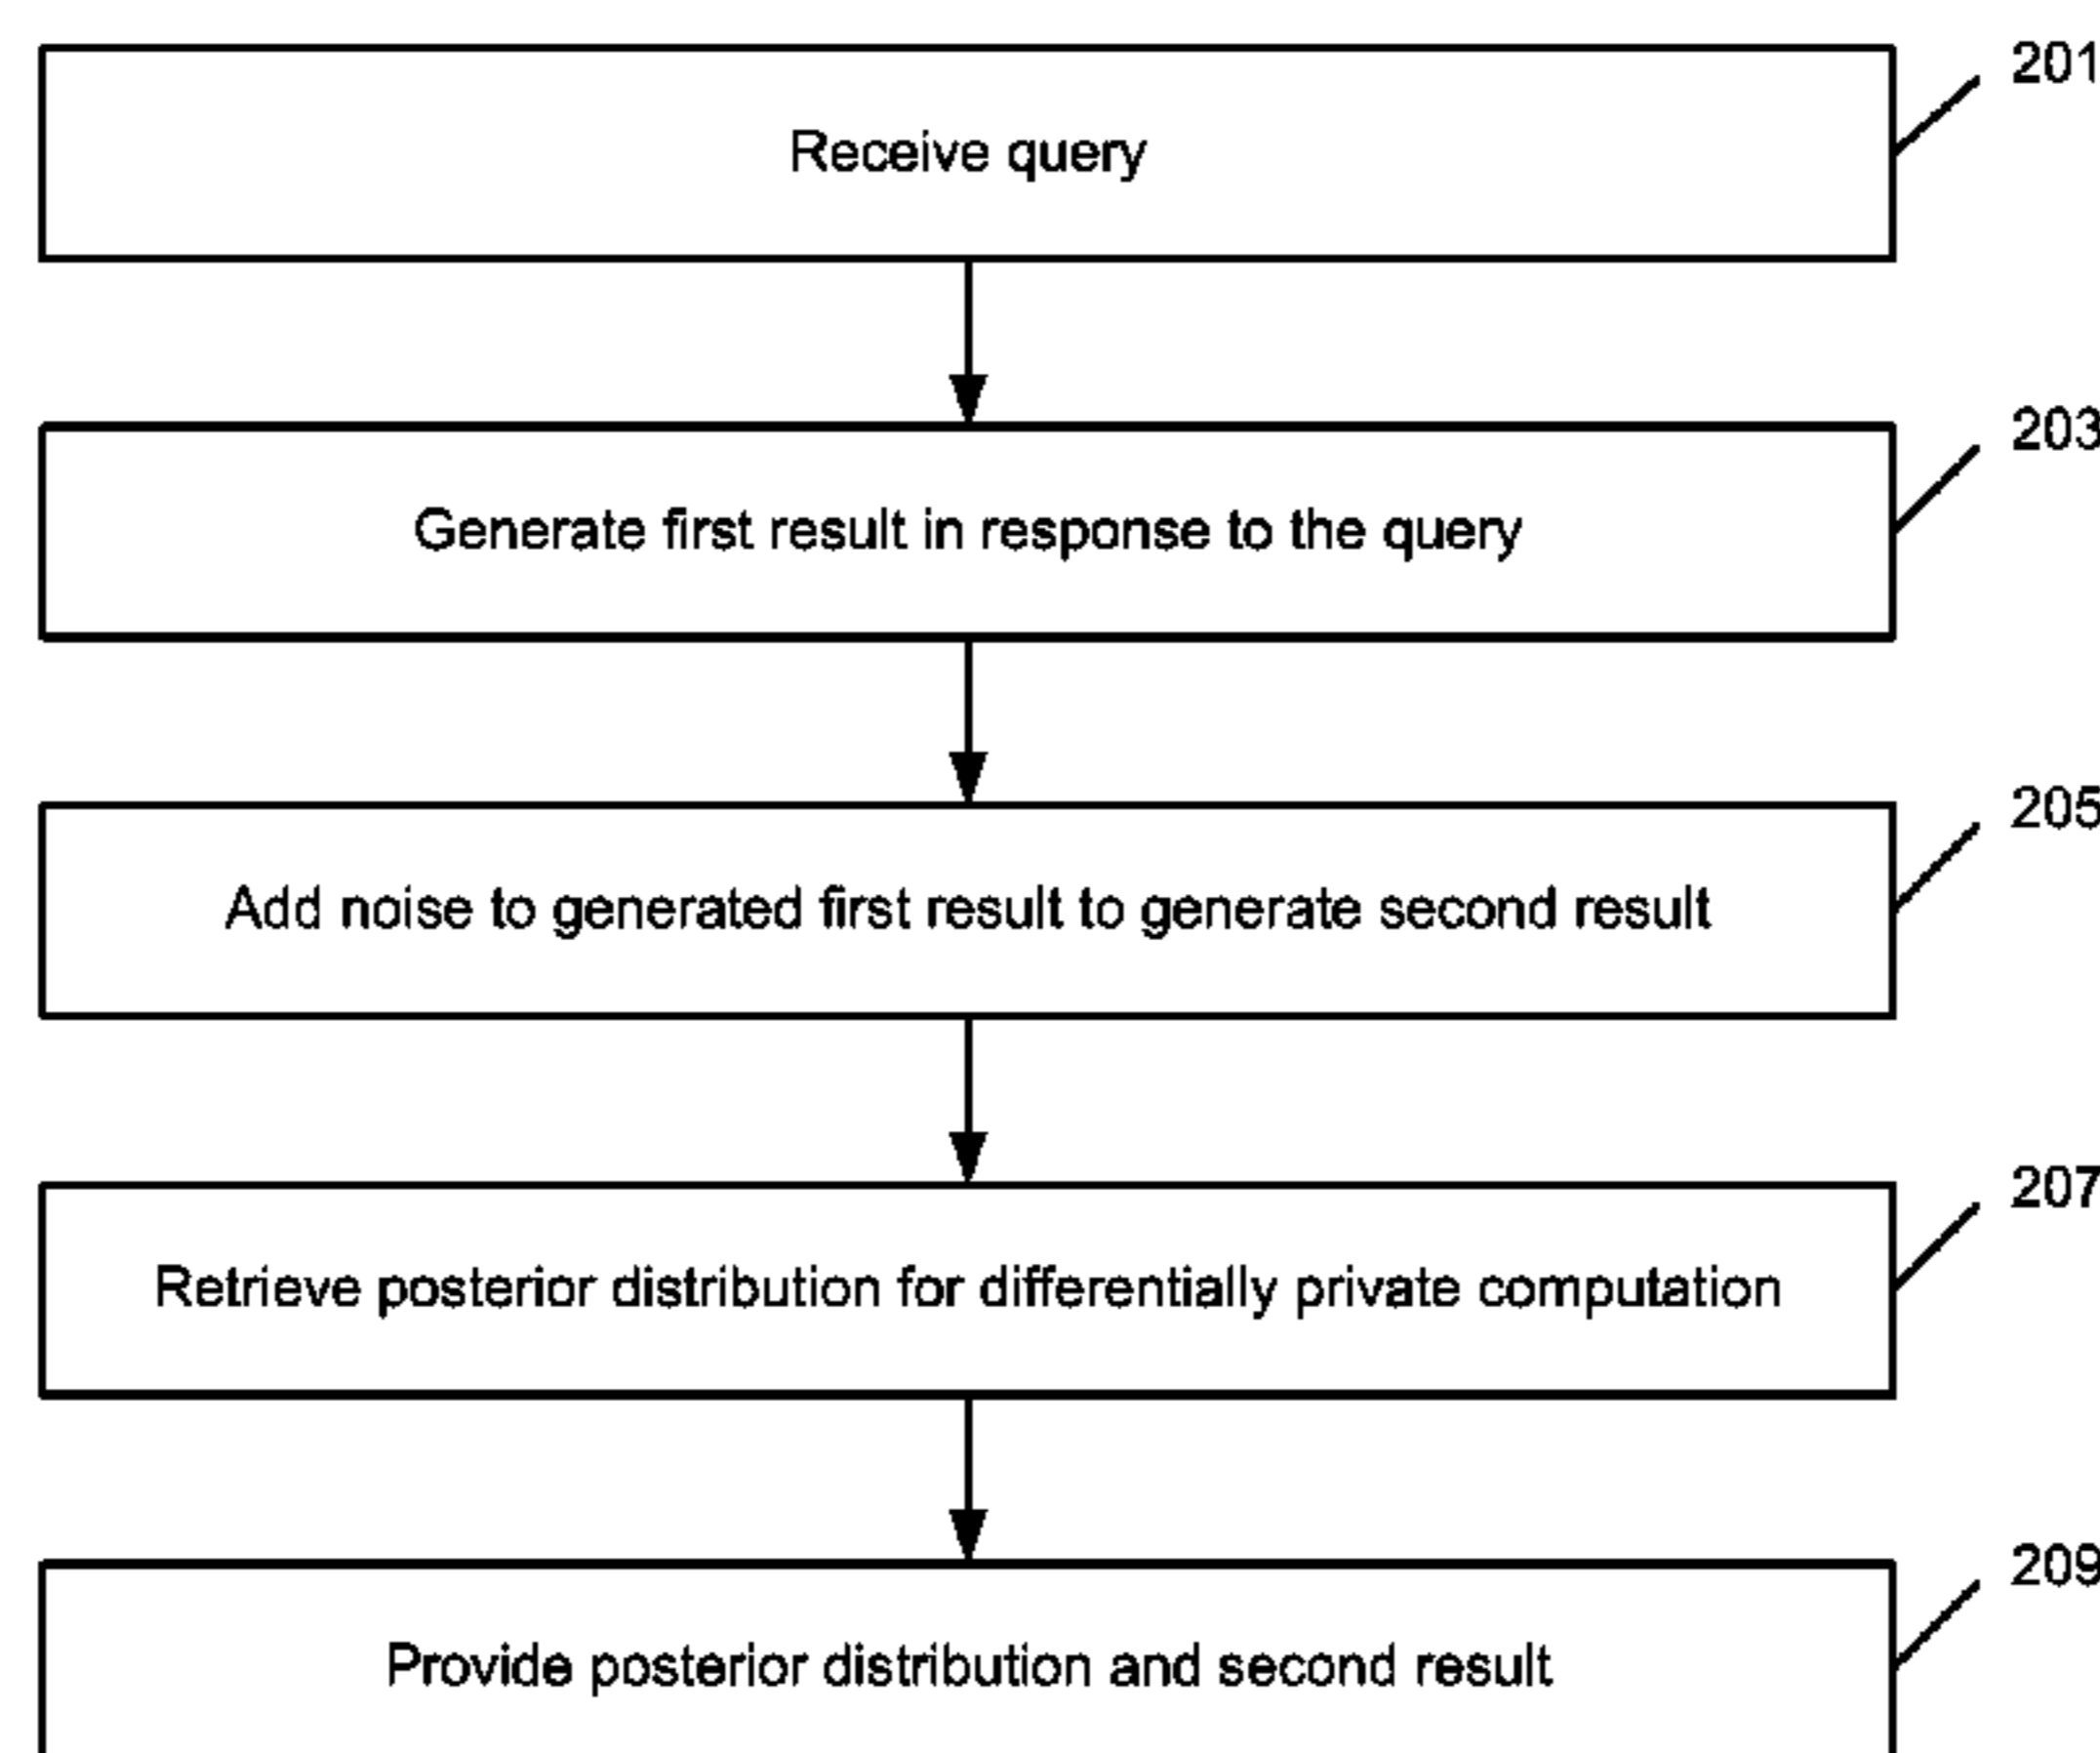 201
Receive query
203
Generate first result in response to the query
205
Add noise to generated first result to generate second result
207
Retrieve posterior distribution for differentially private computation
209
Provide posterior distribution and second result